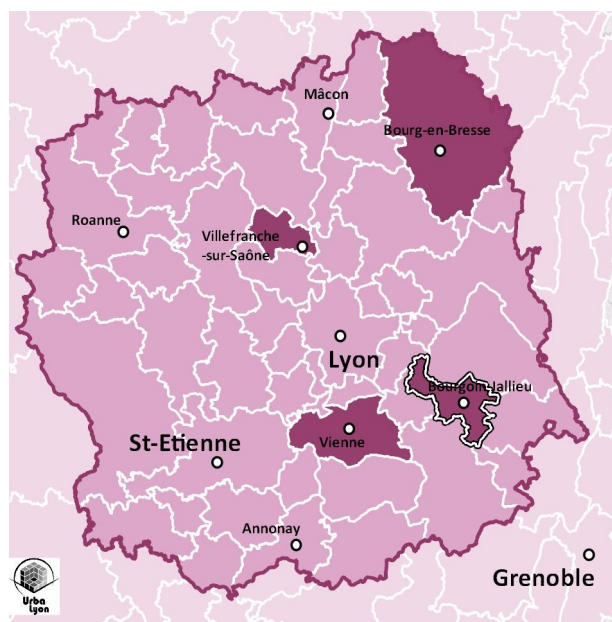 Mâcon
Bourg-en-Bresse
Roanne
Villefranche
-sur-Saône
Lyon
Bourgoin-Jallieu
Vienne
St-Etienne
Annonay
Grenoble
Urba
Lyon